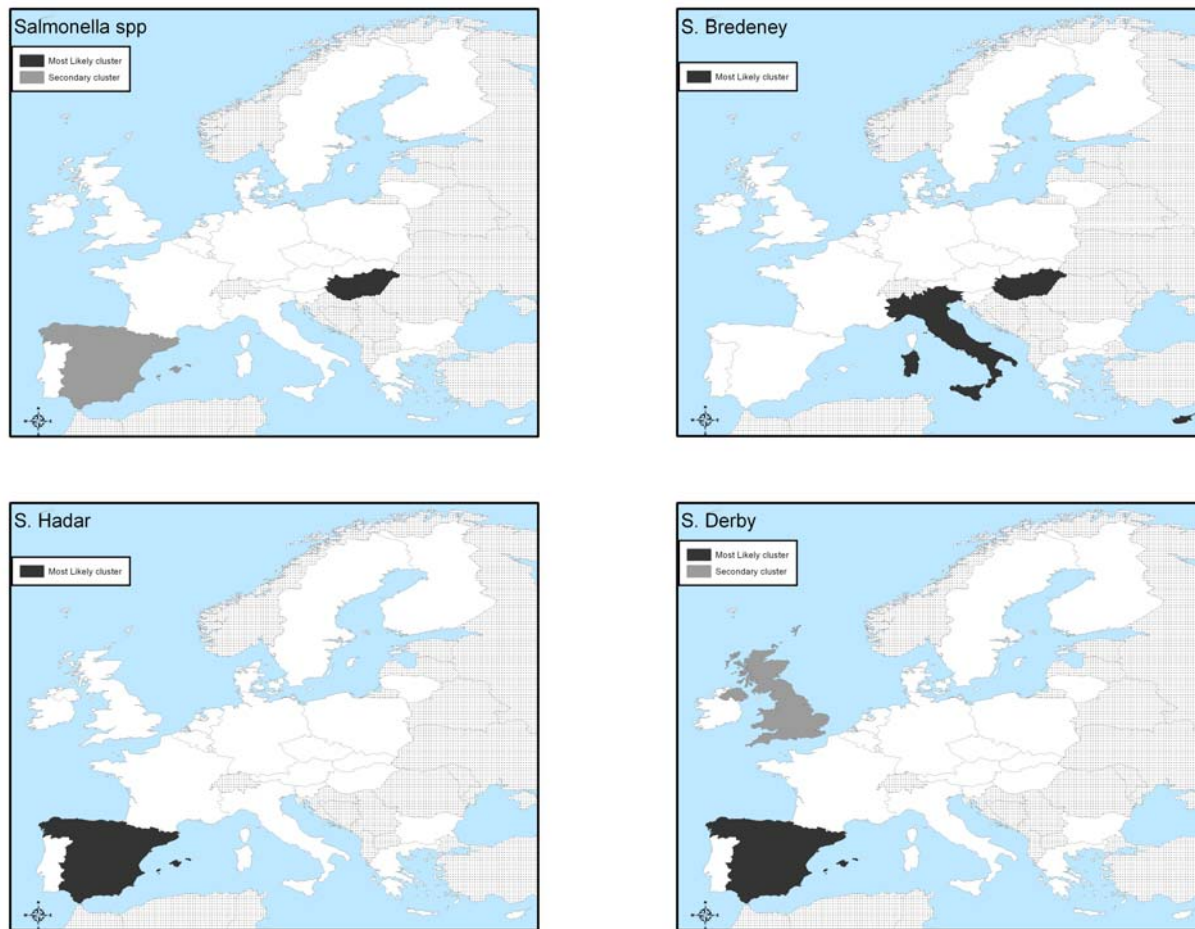 Salmonella spp
Most Likely cluster
Secondary cluster
S. Bredeney
Most Likely cluster
S. Hadar
Most Likely cluster
S. Derby
Most Likely cluster
Secondary cluster